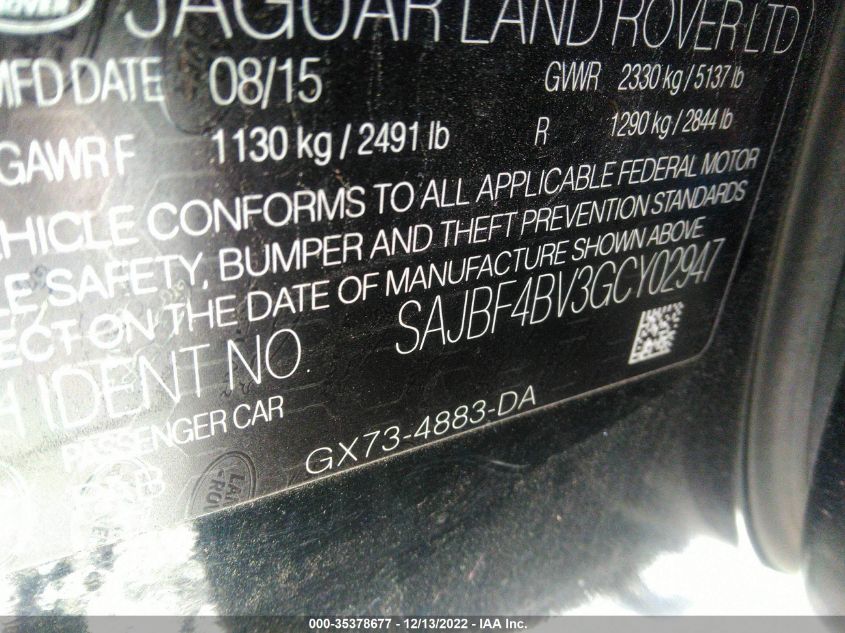 ROVER
JAGUAR LAND ROVER LTD
MFD DATE 08/15 GVWR 2330 kg / 5137 lb
GAWR F 1130 kg / 2491 lb R 1290 kg / 2844 lb
EHICLE CONFORMS TO ALL APPLICABLE FEDERAL MOTOR
LE SAFETY, BUMPER AND THEFT PREVENTION STANDARDS
ECT ON THE DATE OF MANUFACTURE SHOWN ABOVE
IDENT NO. SAJBF4BV3GCY02947
PASSENGER CAR
GX73-4883-DA
000-35378677 - 12/13/2022 - IAA Inc.